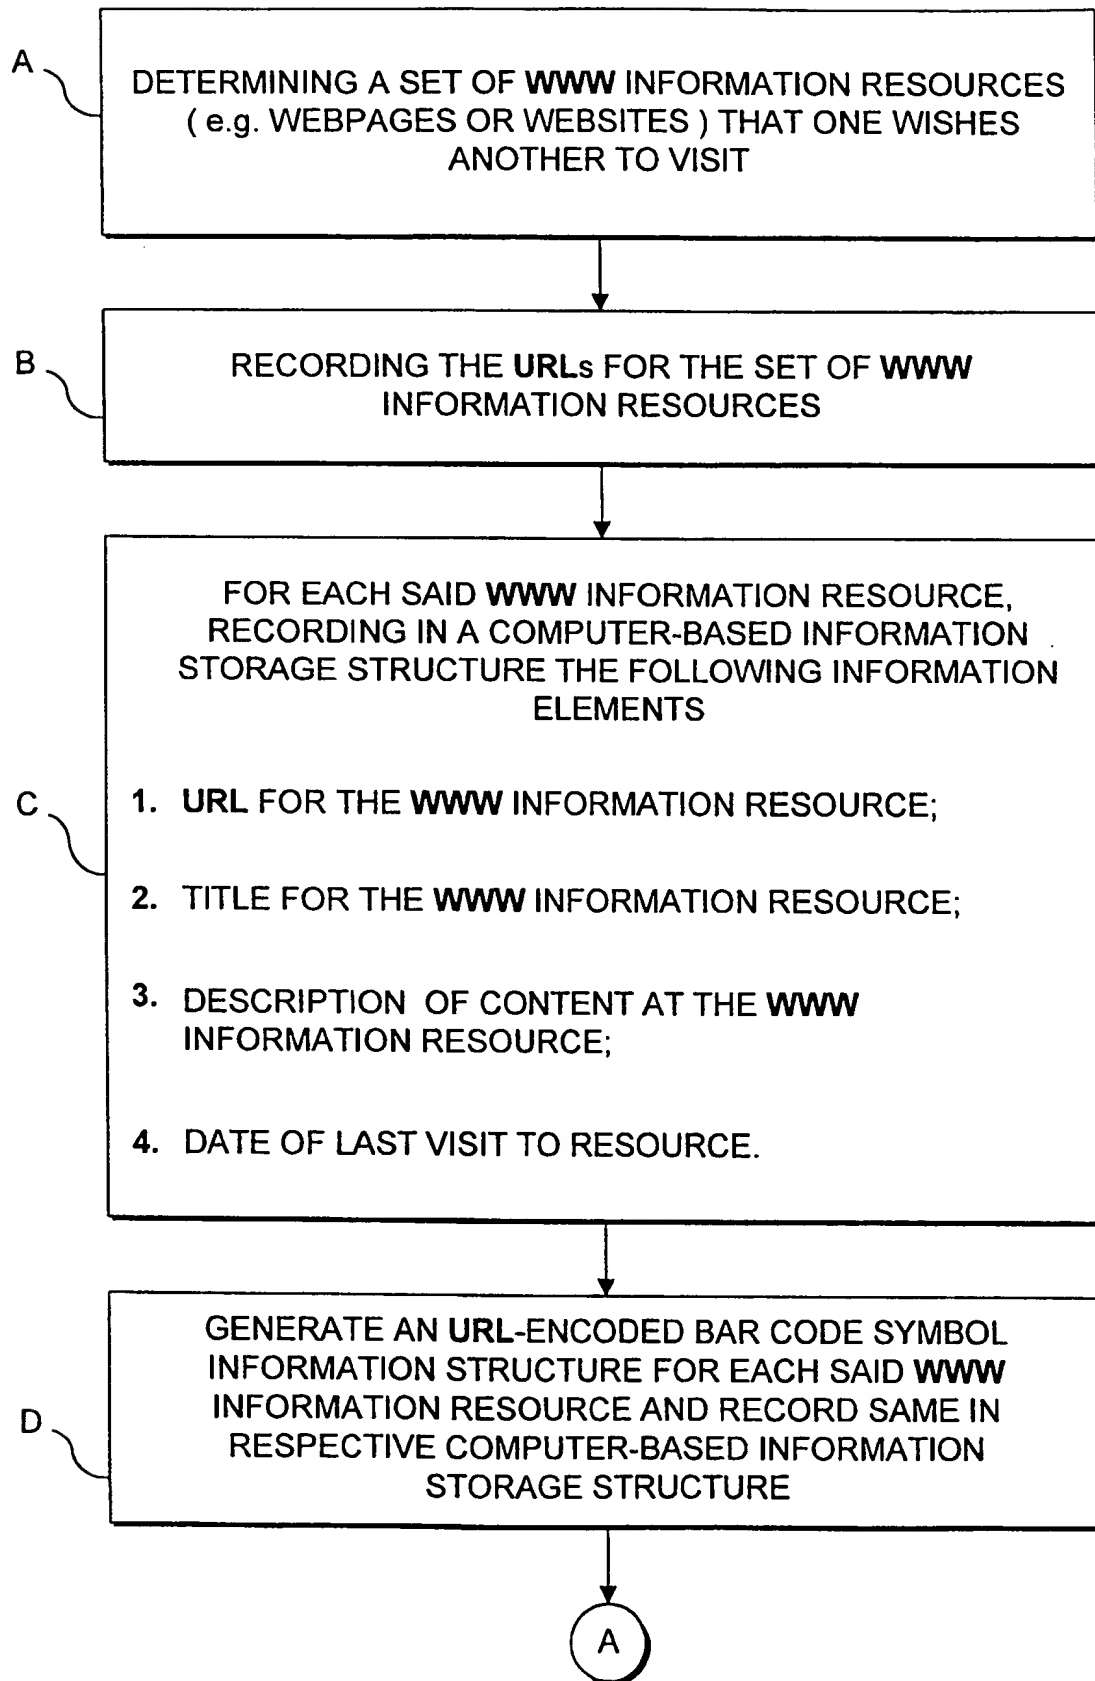 A
DETERMINING A SET OF WWW INFORMATION RESOURCES
( e.g. WEBPAGES OR WEBSITES ) THAT ONE WISHES
ANOTHER TO VISIT
B
RECORDING THE URLs FOR THE SET OF WWW
INFORMATION RESOURCES
C
FOR EACH SAID WWW INFORMATION RESOURCE,
RECORDING IN A COMPUTER-BASED INFORMATION
STORAGE STRUCTURE THE FOLLOWING INFORMATION
ELEMENTS
1. URL FOR THE WWW INFORMATION RESOURCE;
2. TITLE FOR THE WWW INFORMATION RESOURCE;
3. DESCRIPTION OF CONTENT AT THE WWW
INFORMATION RESOURCE;
4. DATE OF LAST VISIT TO RESOURCE.
D
GENERATE AN URL-ENCODED BAR CODE SYMBOL
INFORMATION STRUCTURE FOR EACH SAID WWW
INFORMATION RESOURCE AND RECORD SAME IN
RESPECTIVE COMPUTER-BASED INFORMATION
STORAGE STRUCTURE
A